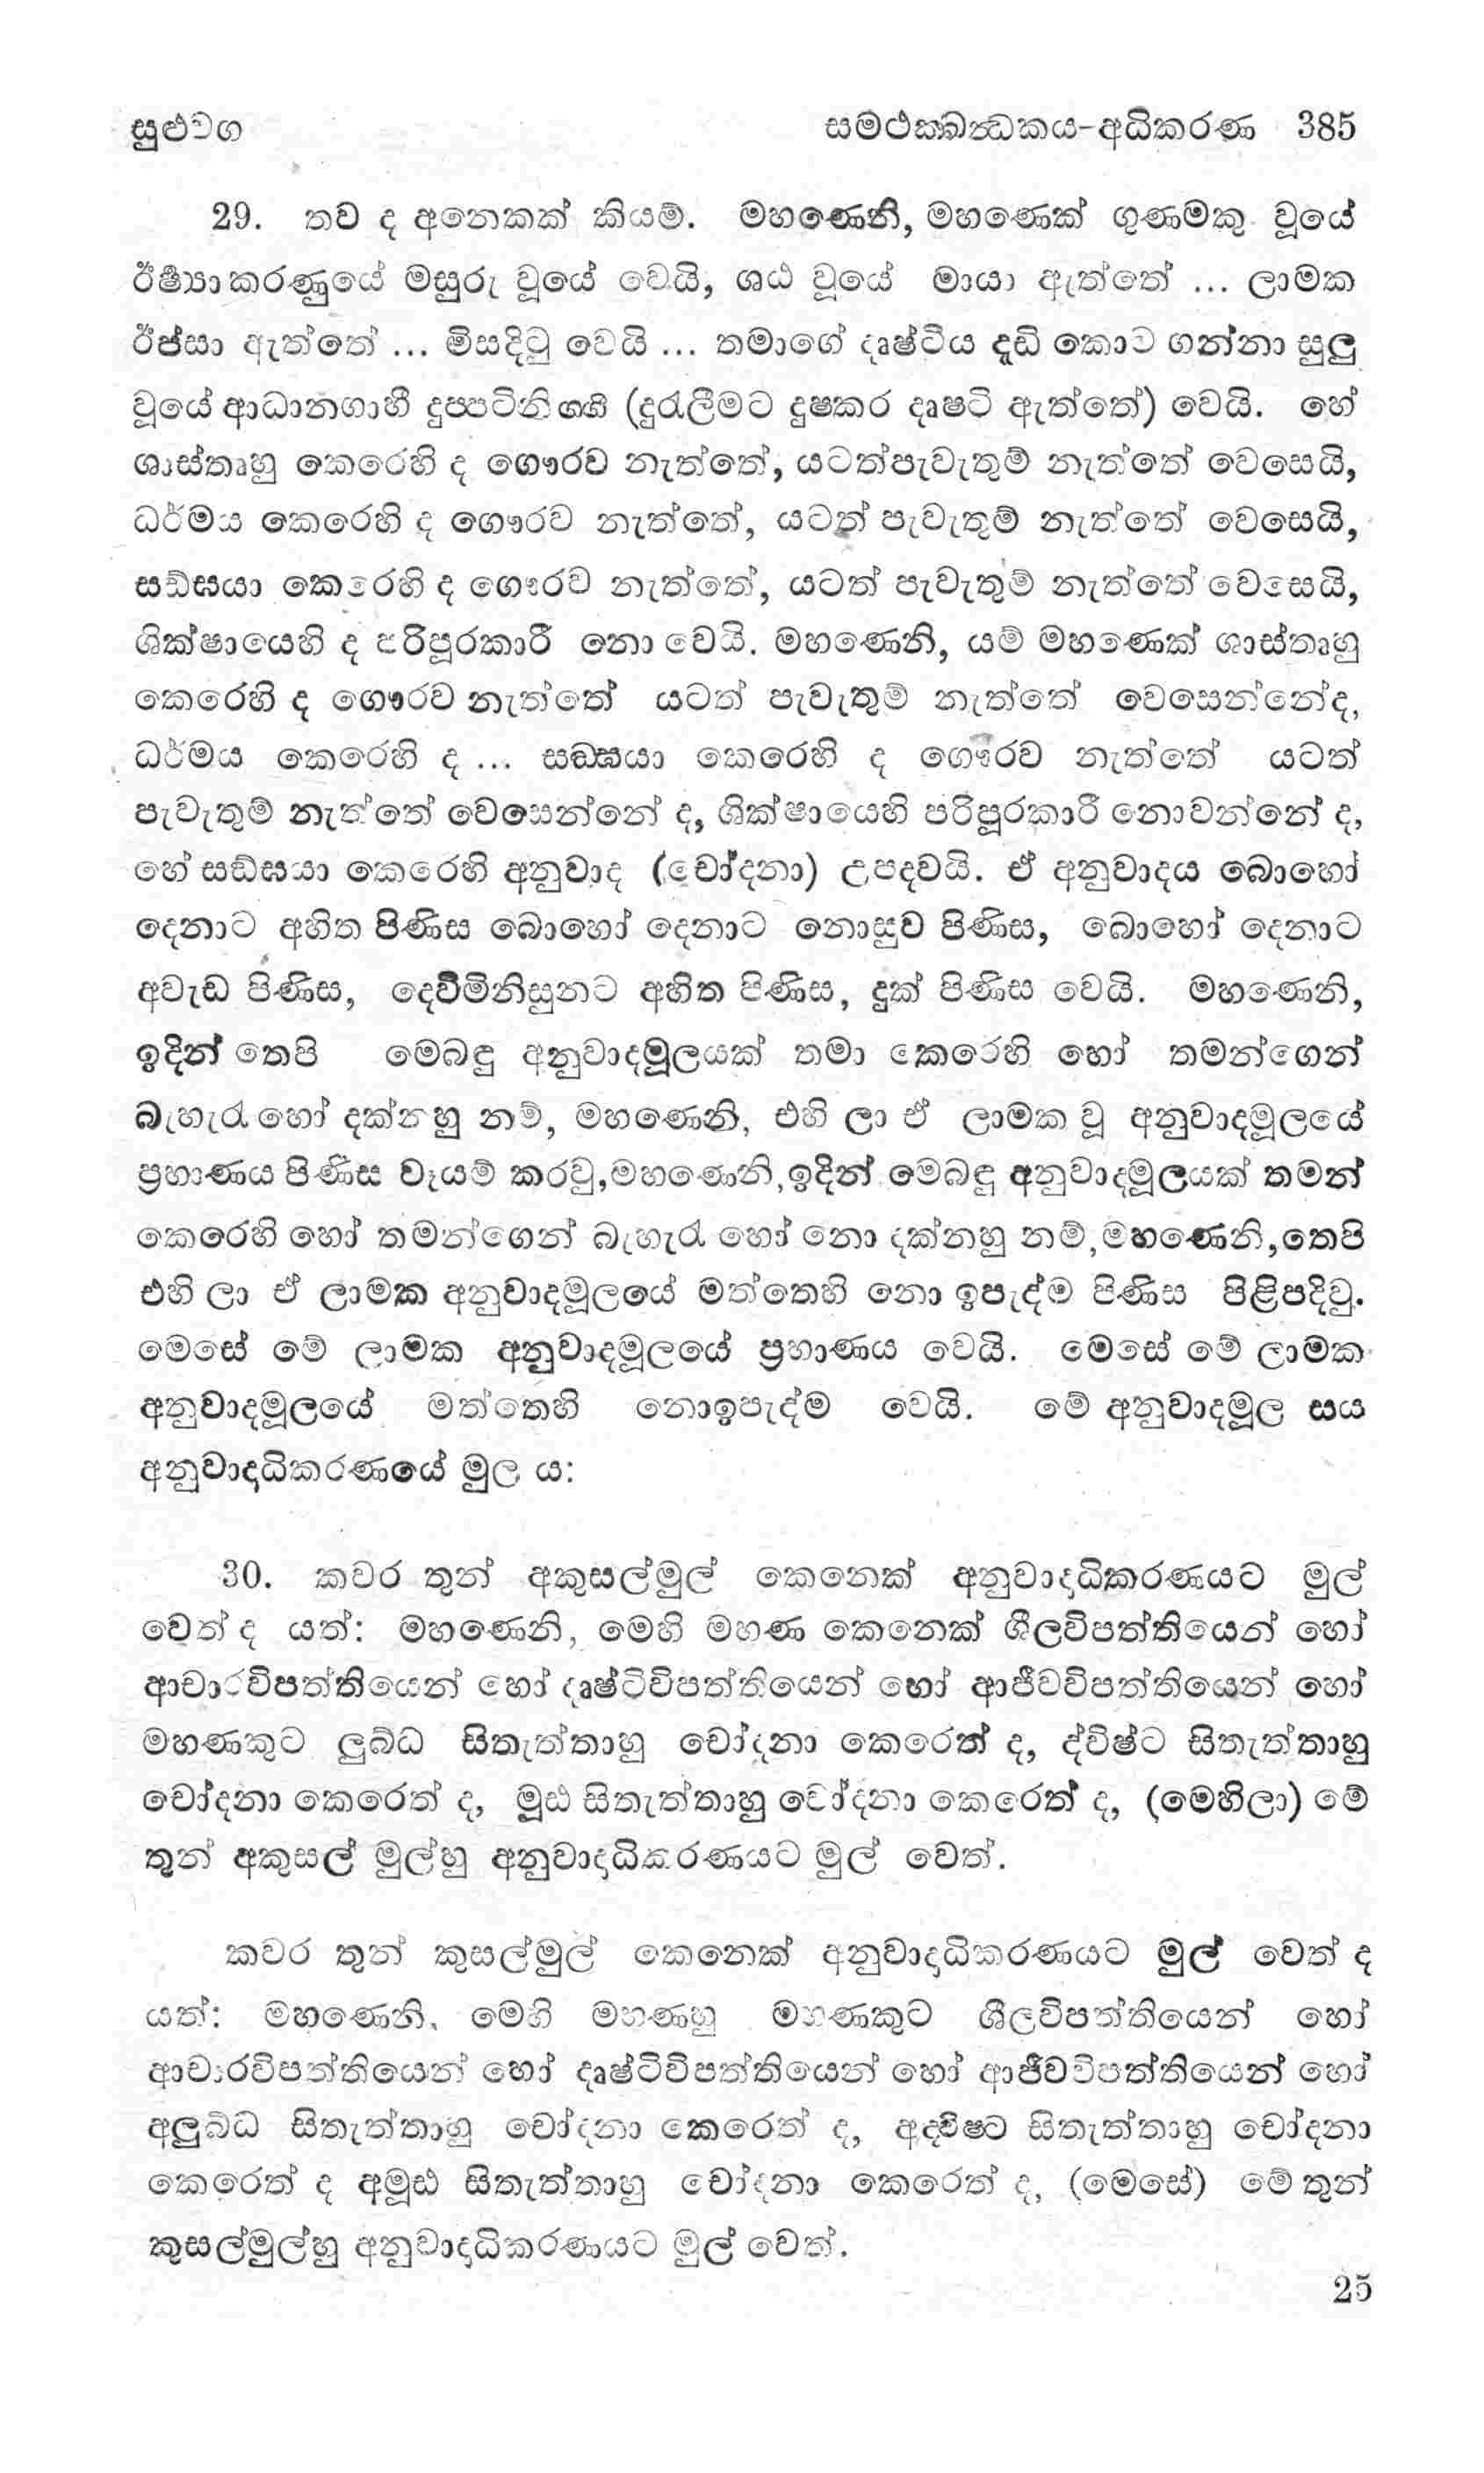 සුළුවග සමථක්ඛන්ධකය-අධිකරණ 385
29. තව ද අනෙකක් කියම්. මහණෙනි, මහණෙක් ගුණමකු වූයේ
ඊර්‍ෂ්‍යාකරණුයේ මසුරු වූයේ වෙයි, ශඨ වූයේ මායා ඇත්තේ ... ලාමක
ඊප්සා ඇත්තේ ... මිසදිටු වෙයි ... තමාගේ දෘෂ්ටිය දැඩි කොට ගන්නා සුලු
වූයේ ආධානගාහී දුප්පටිනිග්ගගී (දුරැලීමට දුෂ්කර දෘෂ්ටි ඇත්තේ) වෙයි. හේ
ශාස්තෘහු කෙරෙහි ද ගෞරව නැත්තේ, යටත්පැවැතුම් නැත්තේ වෙසෙයි,
ධර්මය කෙරෙහි ද ගෞරව නැත්තේ, යටත් පැවැතුම් නැත්තේ වෙසෙයි,
සඞ්ඝයා කෙරෙහි ද ගෞරව නැත්තේ, යටත් පැවැතුම් නැත්තේ වෙසෙයි,
ශික්ෂායෙහි ද පරිපූරකාරී නො වෙයි. මහණෙනි, යම් මහණෙක් ශාස්තෘහු
කෙරෙහි ද ගෞරව නැත්තේ යටත් පැවැතුම් නැත්තේ වෙසෙන්නේද,
ධර්මය කෙරෙහි ද ... සඞ්ඝයා කෙරෙහි ද ගෞරව නැත්තේ යටත්
පැවැතුම් නැත්තේ වෙසෙන්නේ ද, ශික්ෂායෙහි පරිපූරකාරී නොවන්නේ ද,
හේ සඞ්ඝයා කෙරෙහි අනුවාද (චෝදනා) උපදවයි. ඒ අනුවාදය බොහෝ
දෙනාට අහිත පිණිස බොහෝ දෙනාට නොසුව පිණිස, බොහෝ දෙනාට
අවැඩ පිණිස, දෙව්මිනිසුනට අහිත පිණිස, දුක් පිණිස වෙයි. මහණෙනි,
ඉදින් තෙපි මෙබඳු අනුවාදමූලයක් තමා කෙරෙහි හෝ තමන්ගෙන්
බැහැරැ හෝ දක්නහු නම්, මහණෙනි, එහි ලා ඒ ලාමක වූ අනුවාදමූලයේ
ප්‍රහාණය පිණිස වෑයම් කරවු, මහණෙනි, ඉදින් මෙබඳු අනුවාදමූලයක් තමන්
කෙරෙහි හෝ තමන්ගෙන් බැහැරැ හෝ නො දක්නහු නම්, මහණෙනි, තෙපි
එහි ලා ඒ ලාමක අනුවාදමූලයේ මත්තෙහි නො ඉපැද්ම පිණිස පිළිපදිවු.
මෙසේ මේ ලාමක අනුවාදමූලයේ ප්‍රහාණය වෙයි. මෙසේ මේ ලාමක
අනුවාදමූලයේ මත්තෙහි නොඉපැද්ම වෙයි. මේ අනුවාදමූල සය
අනුවාදාධිකරණයේ මුල ය:
30. කවර තුන් අකුසල්මුල් කෙනෙක් අනුවාදාධිකරණයට මුල්
වෙත් ද යත්: මහණෙනි, මෙහි මහණ කෙනෙක් ශීලවිපත්තියෙන් හෝ
ආචාරවිපත්තියෙන් හෝ දෘෂ්ටිවිපත්තියෙන් හෝ ආජීවවිපත්තියෙන් හෝ
මහණකුට ලුබ්ධ සිතැත්තාහු චෝදනා කෙරෙත් ද, ද්විෂ්ට සිතැත්තාහු
චෝදනා කෙරෙත් ද, මූඪ සිතැත්තාහු චෝදනා කෙරෙත් ද, (මෙහිලා) මේ
තුන් අකුසල් මුල්හු අනුවාදාධිකරණයට මුල් වෙත්.
කවර තුන් කුසල්මුල් කෙනෙක් අනුවාදාධිකරණයට මුල් වෙත් ද
යත්: මහණෙනි, මෙහි මහණහු මහණකුට ශීලවිපත්තියෙන් හෝ
ආචාරවිපත්තියෙන් හෝ දෘෂ්ටිවිපත්තියෙන් හෝ ආජීවවිපත්තියෙන් හෝ
අලුබ්ධ සිතැත්තාහු චෝදනා කෙරෙත් ද, අද්විෂ්ට සිතැත්තාහු චෝදනා
කෙරෙත් ද අමූඪ සිතැත්තාහු චෝදනා කෙරෙත් ද, (මෙසේ) මේ තුන්
කුසල්මුල්හු අනුවාදාධිකරණයට මුල් වෙත්.
25